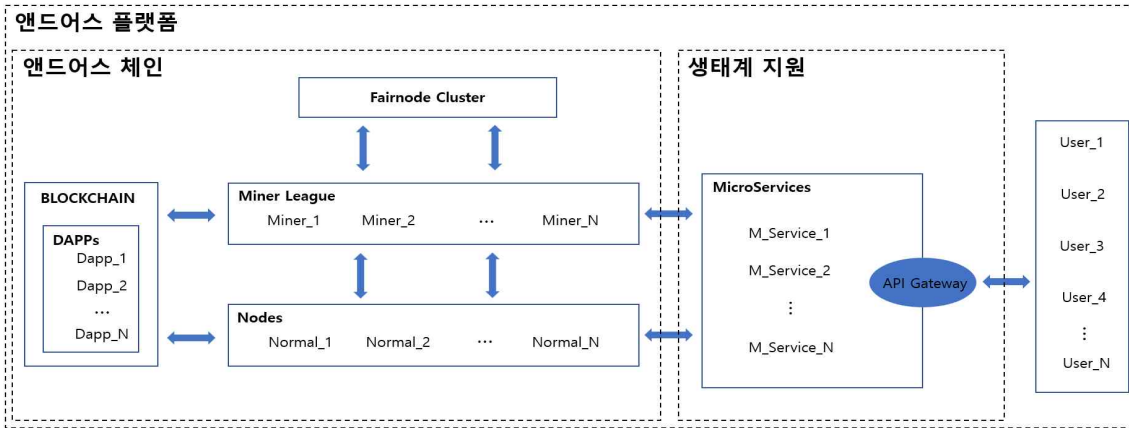 앤드어스 플랫폼
앤드어스 체인
생태계 지원
Fairnode Cluster
BLOCKCHAIN
DAPPs
Dapp_1
Dapp_2
...
Dapp_N
Miner League
Miner_1 Miner_2 ... Miner_N
Nodes
Normal_1 Normal_2 ... Normal_N
MicroServices
M_Service_1
M_Service_2
⋮
M_Service_N
API Gateway
User_1
User_2
User_3
User_4
⋮
User_N